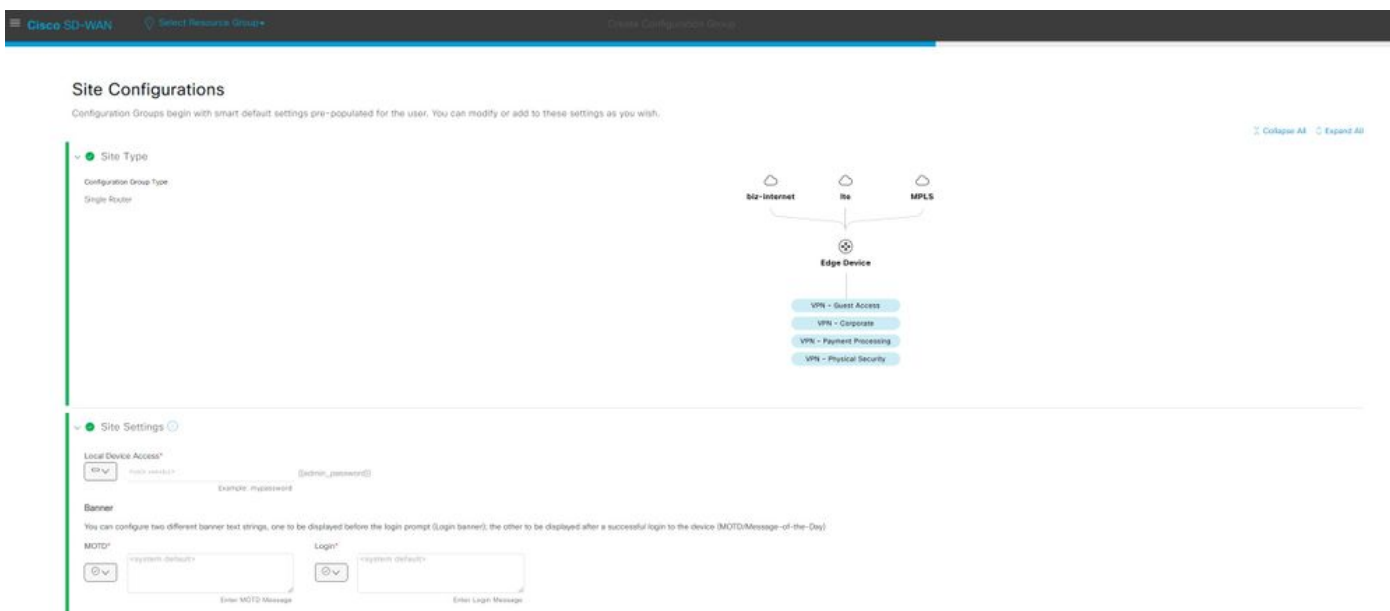 Cisco SD-WAN
Select Resource Group
Create Configuration Group
Site Configurations
Configuration Groups begin with smart default settings pre-populated for the user. You can modify or add to these settings as you wish.
Collapse All Expand All
Site Type
Configuration Group Type
Single Router
biz-internet lte MPLS
Edge Device
VPN - Guest Access
VPN - Corporate
VPN - Payment Processing
VPN - Physical Security
Site Settings
Local Device Access*
{{admin_password}}
Example: mypassword
Banner
You can configure two different banner text strings, one to be displayed before the login prompt (Login banner); the other to be displayed after a successful login to the device (MOTD/Message-of-the-Day)
MOTD* Login*
<system default> <system default>
Enter MOTD Message Enter Login Message